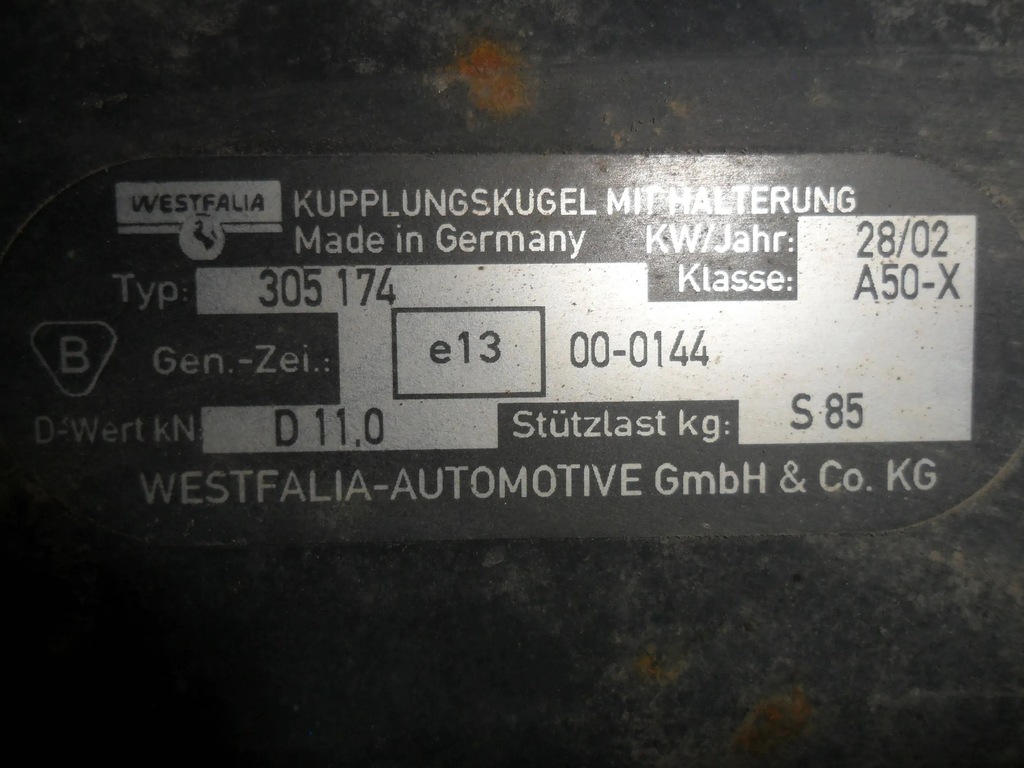 WESTFALIA KUPPLUNGSKUGEL MIT HALTERUNG
Made in Germany KW/Jahr: 28/02
Typ: 305 174 Klasse: A50-X
B Gen.-Zei.: e13 00-0144
D-Wert kN: D 11,0 Stützlast kg: S 85
WESTFALIA-AUTOMOTIVE GmbH & Co. KG